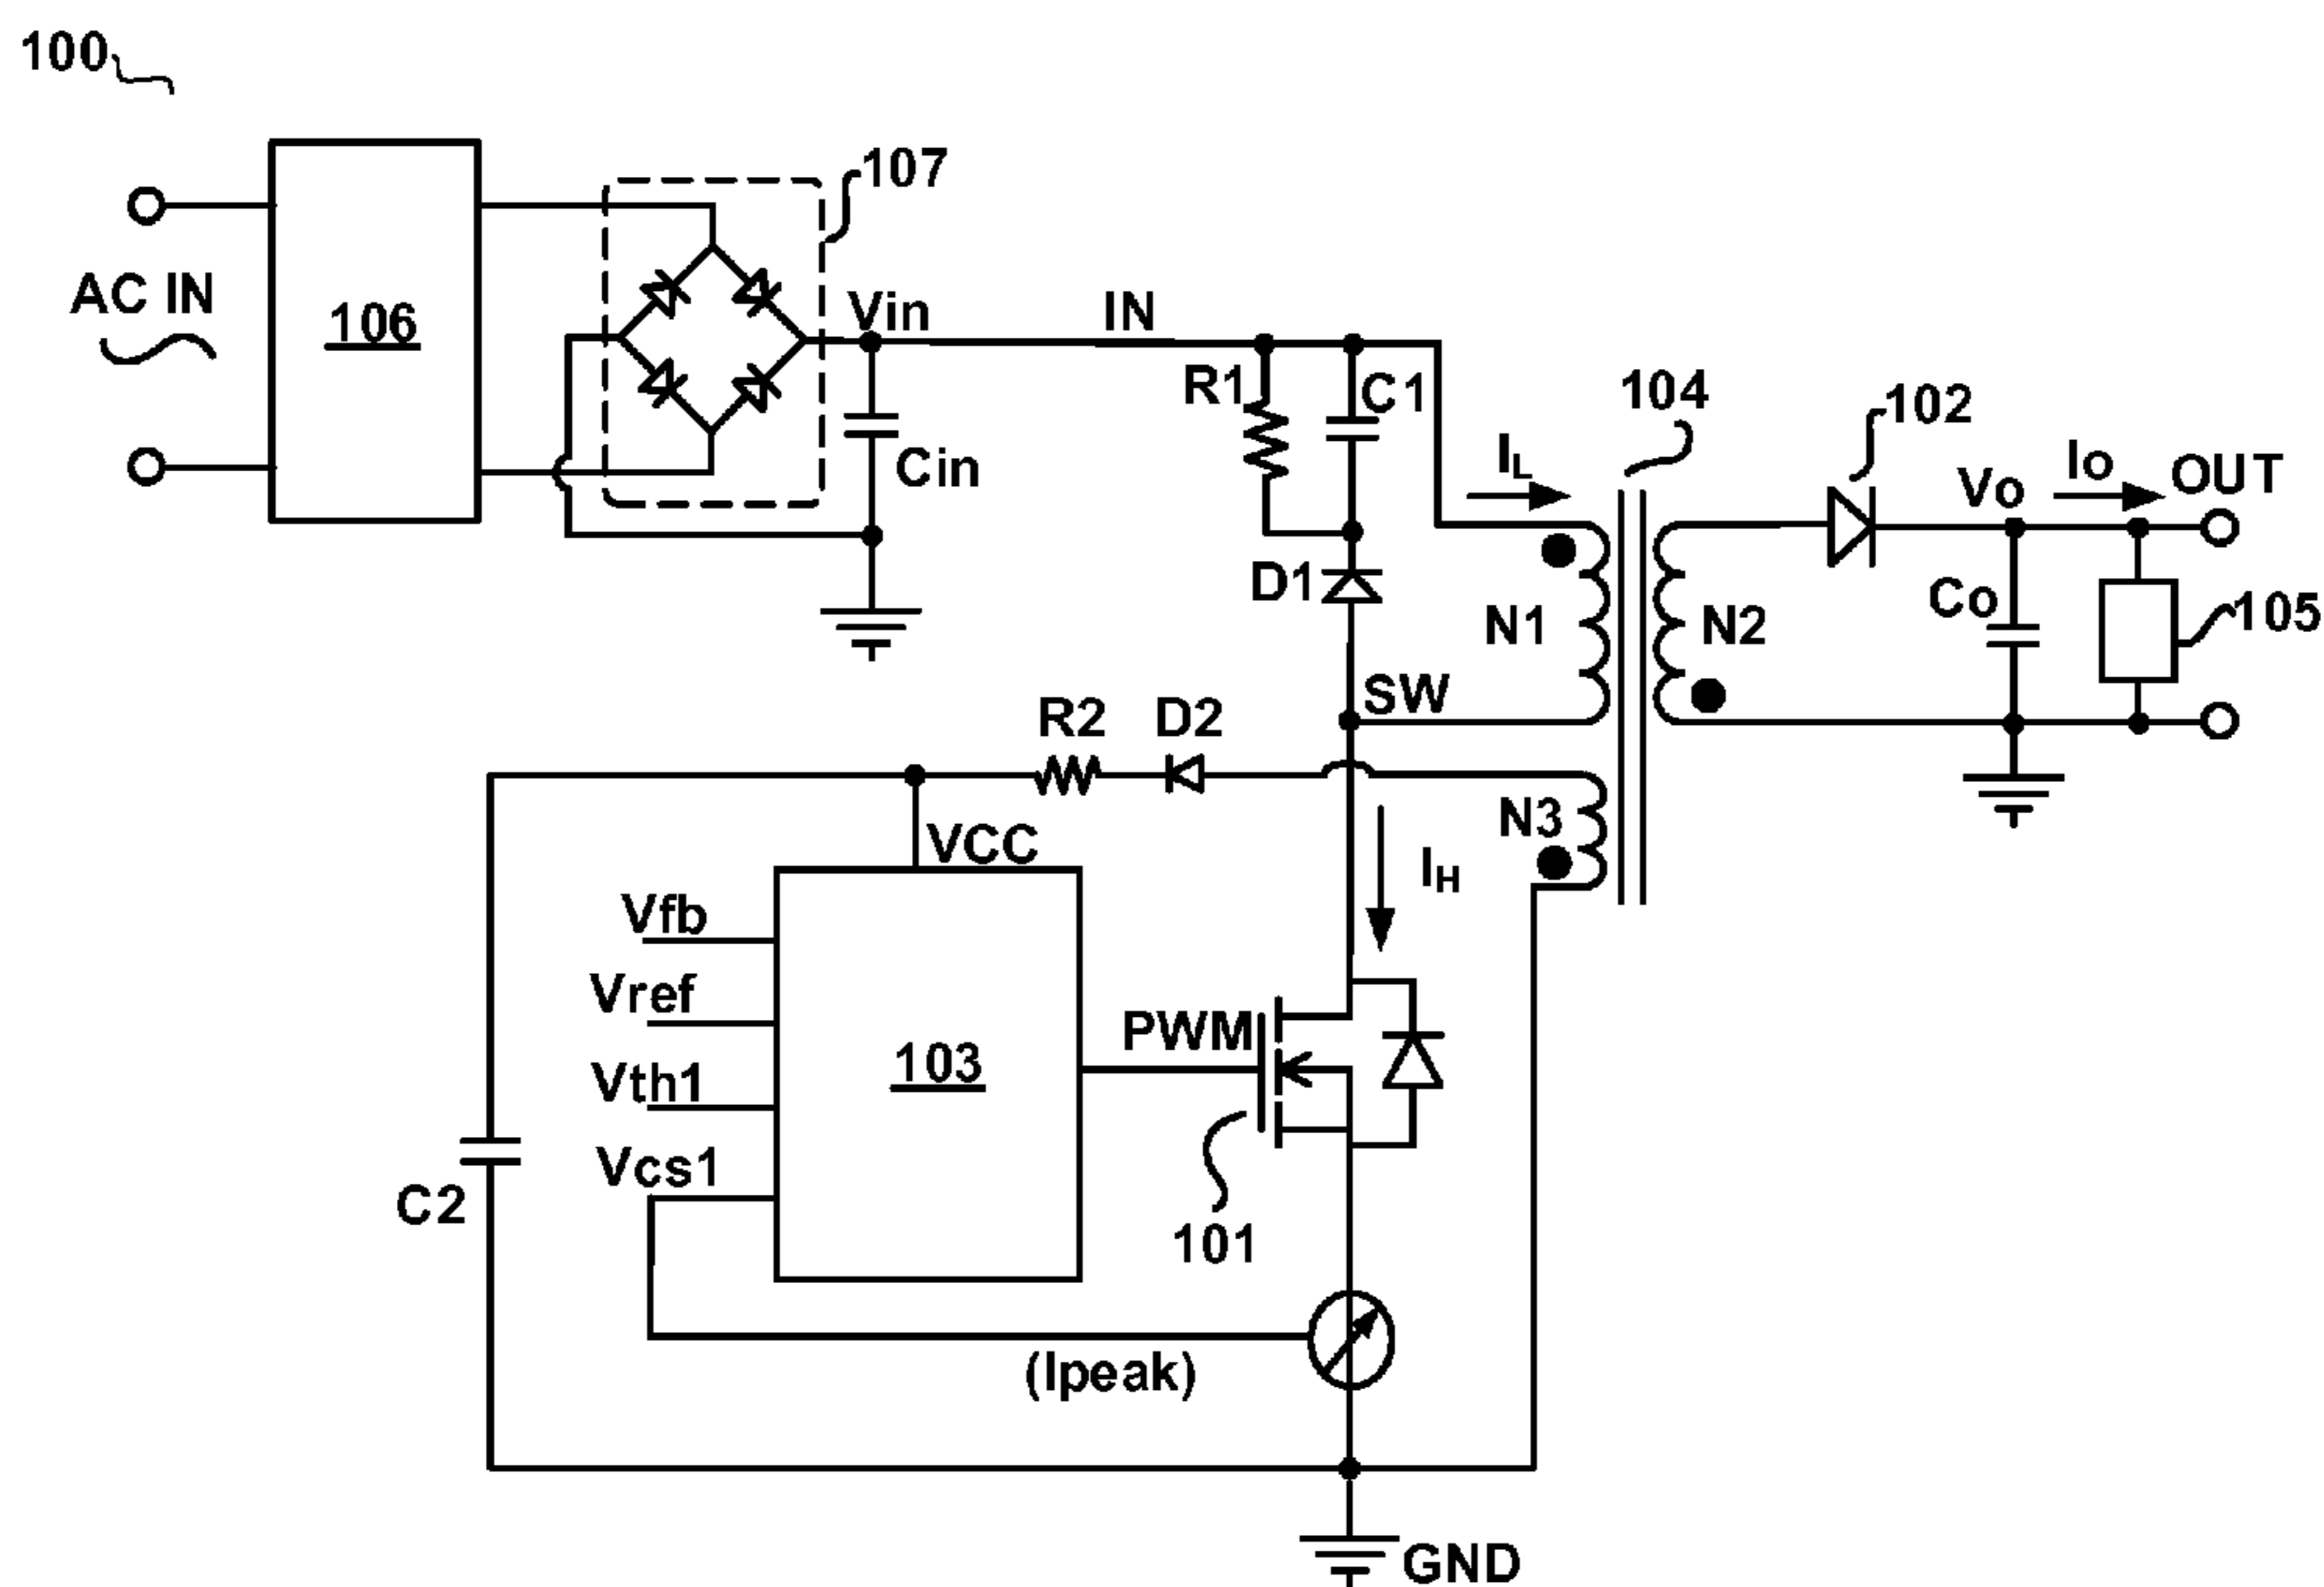 100
107
AC IN
106
Vin
IN
R1
C1
Cin
104
102
IL
Vo
Io
OUT
D1
N1
N2
Co
105
SW
R2
D2
N3
VCC
IH
Vfb
Vref
Vth1
Vcs1
103
PWM
C2
101
(Ipeak)
GND